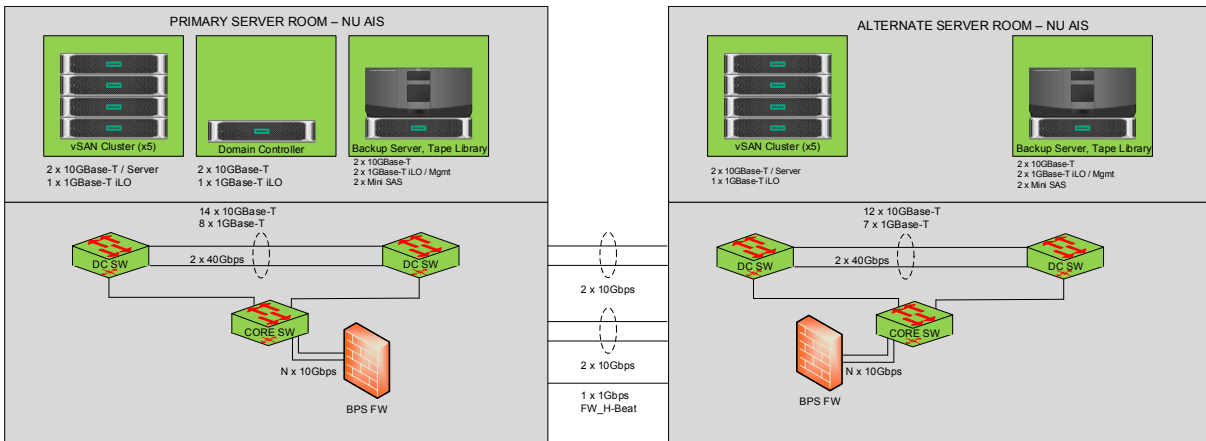 PRIMARY SERVER ROOM – NU AIS
vSAN Cluster (x5)
2 x 10GBase-T / Server
1 x 1GBase-T iLO
Domain Controller
2 x 10GBase-T
1 x 1GBase-T iLO
Backup Server, Tape Library
2 x 10GBase-T
2 x 1GBase-T iLO / Mgmt
2 x Mini SAS
14 x 10GBase-T
8 x 1GBase-T
DC SW
2 x 40Gbps
DC SW
CORE SW
N x 10Gbps
BPS FW
2 x 10Gbps
2 x 10Gbps
1 x 1Gbps
FW_H-Beat
ALTERNATE SERVER ROOM – NU AIS
vSAN Cluster (x5)
2 x 10GBase-T / Server
1 x 1GBase-T iLO
Backup Server, Tape Library
2 x 10GBase-T
2 x 1GBase-T iLO / Mgmt
2 x Mini SAS
12 x 10GBase-T
7 x 1GBase-T
DC SW
2 x 40Gbps
DC SW
CORE SW
N x 10Gbps
BPS FW